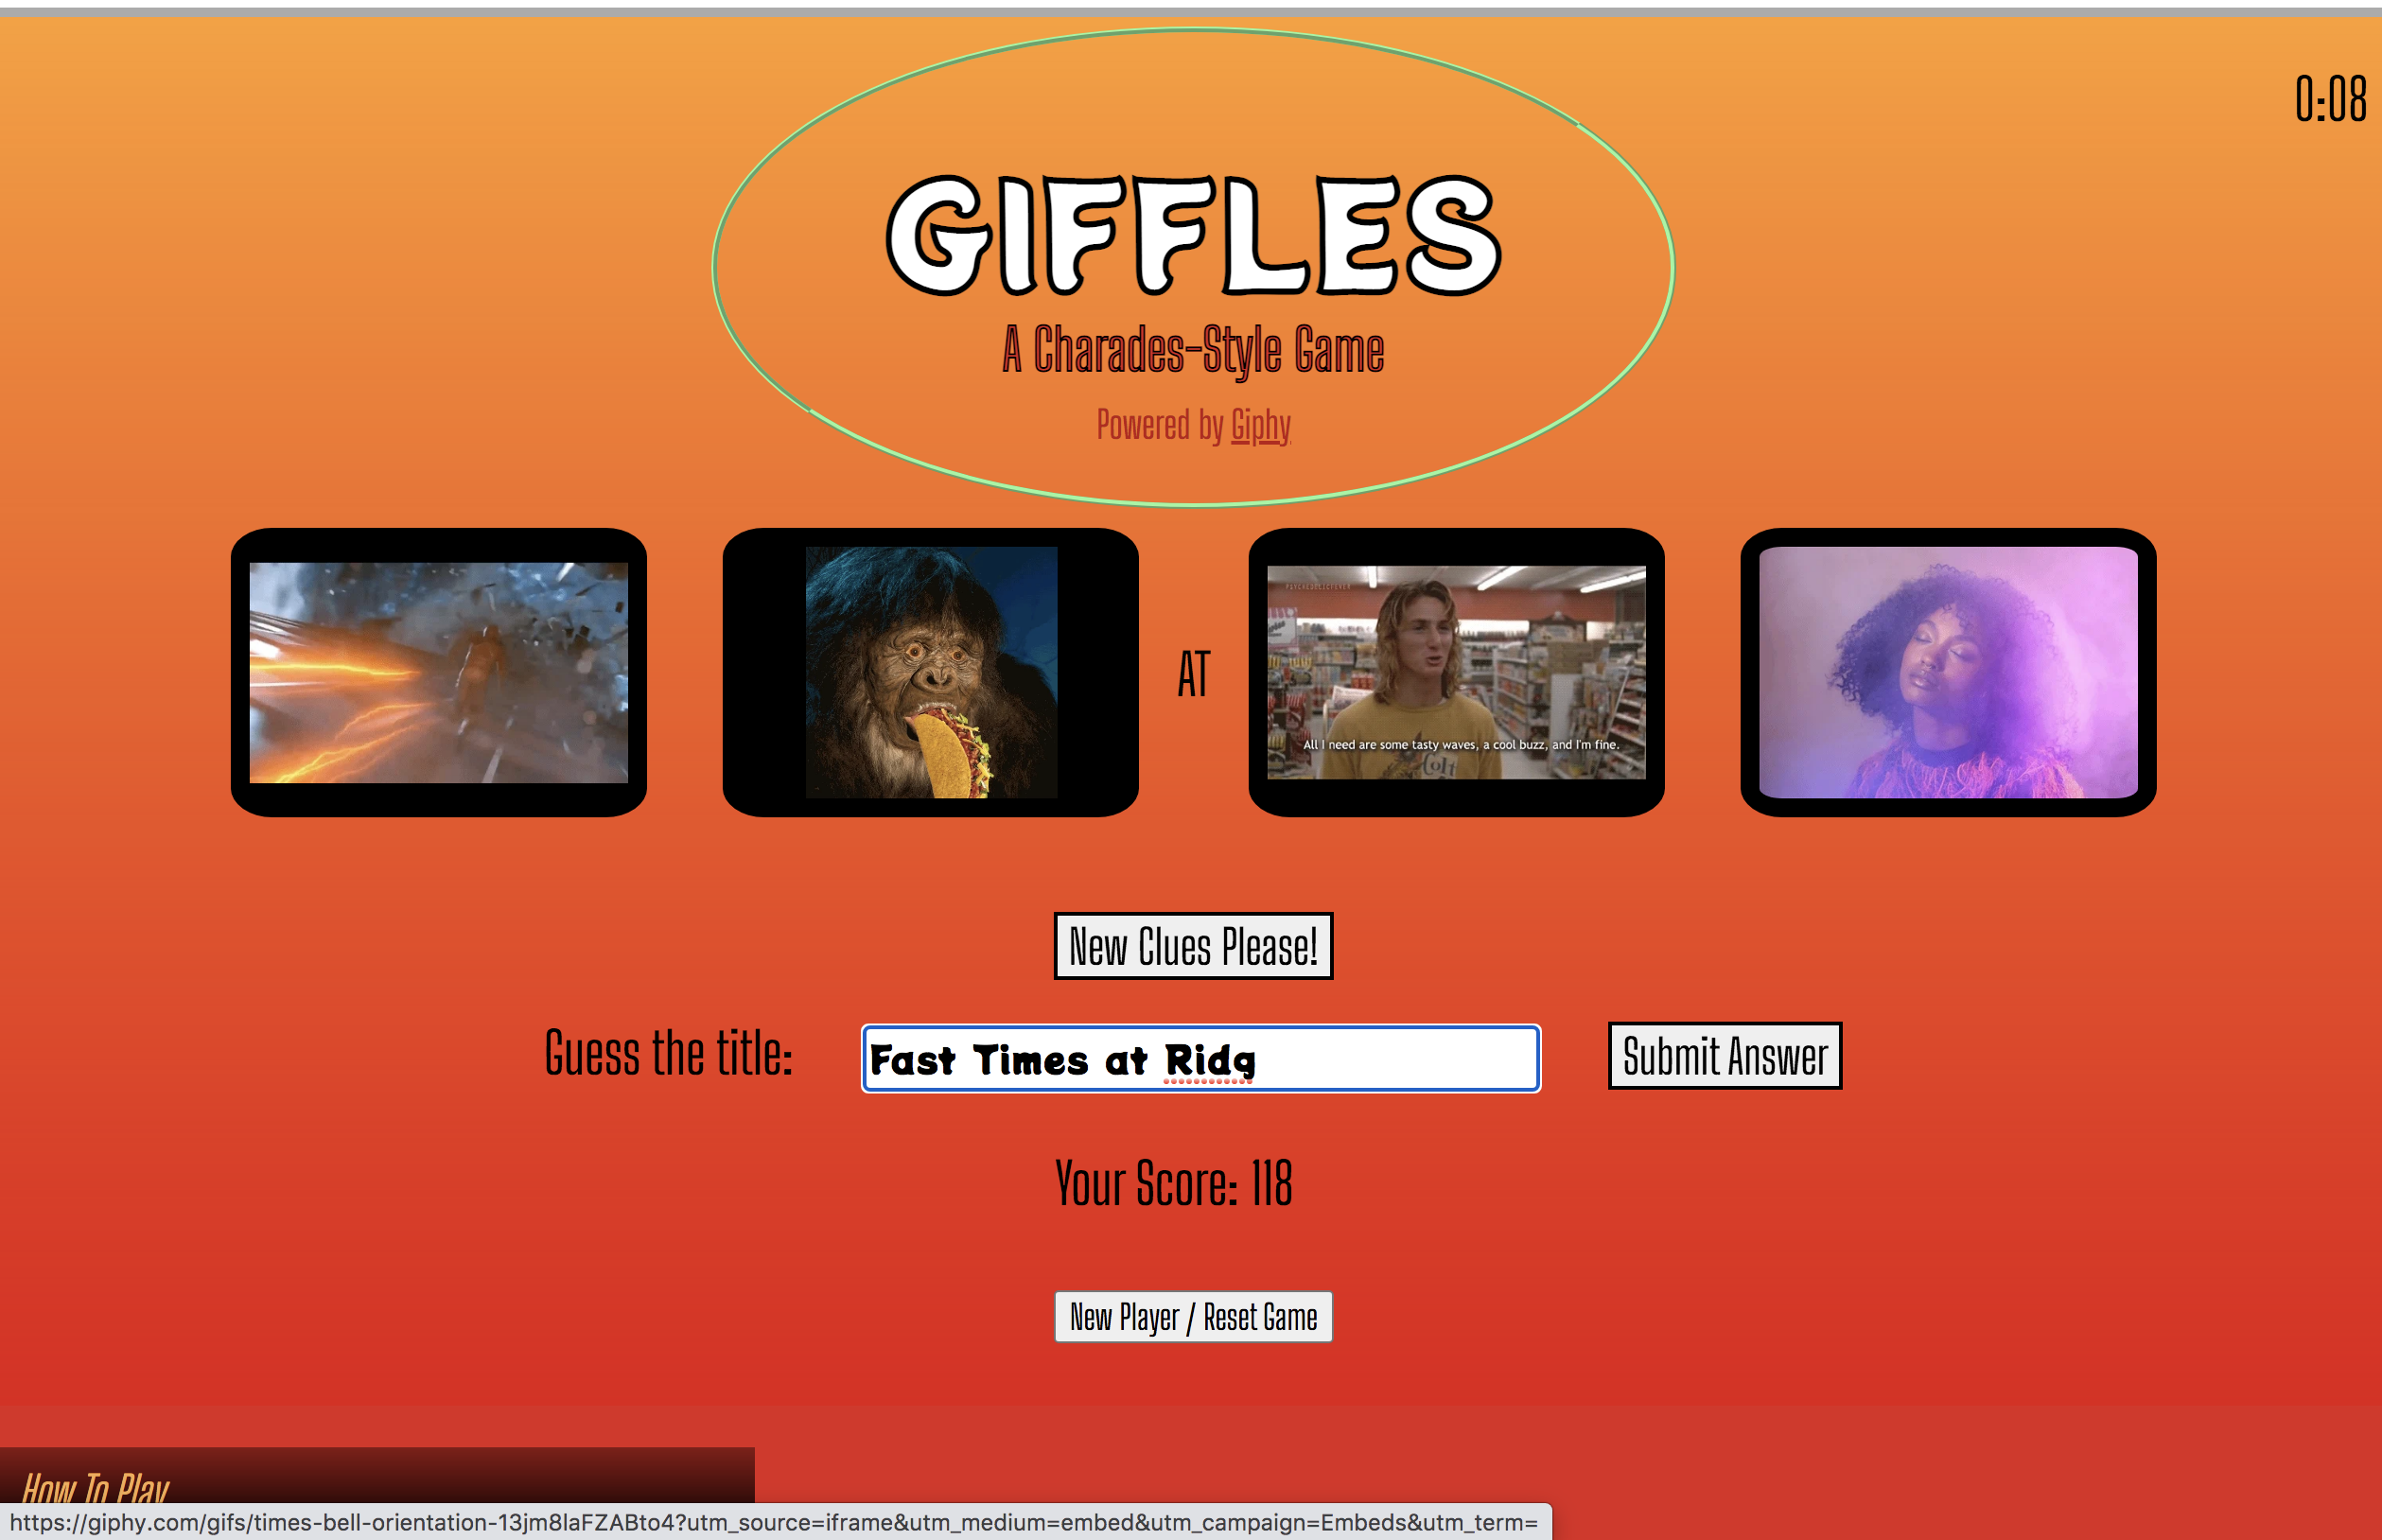 0:08
GIFFLES
A Charades-Style Game
Powered by Giphy
PSYCHEDELICFEVER
AT
All I need are some tasty waves, a cool buzz, and I'm fine.
New Clues Please!
Guess the title:
Fast Times at Ridg
Submit Answer
Your Score: 118
New Player / Reset Game
How To Play
https://giphy.com/gifs/times-bell-orientation-13jm8laFZABto4?utm_source=iframe&utm_medium=embed&utm_campaign=Embeds&utm_term=